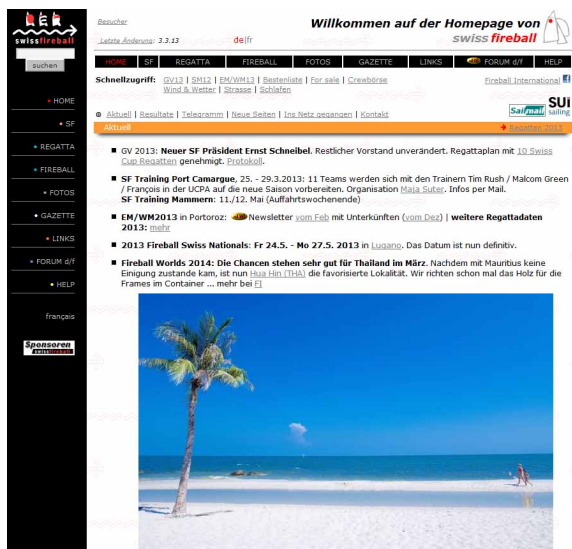 swissfireball
suchen
HOME
SF
REGATTA
FIREBALL
FOTOS
GAZETTE
LINKS
FORUM d/f
HELP
français
Sponsoren
swissfireball
Besucher
Letzte Änderung: 3.3.13 de|fr
Willkommen auf der Homepage von
swiss fireball
HOME SF REGATTA FIREBALL FOTOS GAZETTE LINKS FORUM d/f HELP
Schnellzugriff: GV13 | SM12 | EM/WM13 | Bestenliste | For sale | Crewbörse
Wind & Wetter | Strasse | Schlafen
Fireball International
Aktuell | Resultate | Telegramm | Neue Seiten | Ins Netz gegangen | Kontakt
Sailmail
SUI
sailing
Aktuell
Regatten 2013
GV 2013: Neuer SF Präsident Ernst Schneibel. Restlicher Vorstand unverändert. Regattaplan mit 10 Swiss
Cup Regatten genehmigt. Protokoll.
SF Training Port Camargue, 25. - 29.3.2013: 11 Teams werden sich mit den Trainern Tim Rush / Malcom Green
/ François in der UCPA auf die neue Saison vorbereiten. Organisation Maja Suter. Infos per Mail.
SF Training Mammern: 11./12. Mai (Auffahrtswochenende)
EM/WM2013 in Portoroz: Newsletter vom Feb mit Unterkünften (vom Dez) | weitere Regattadaten
2013: mehr
2013 Fireball Swiss Nationals: Fr 24.5. - Mo 27.5. 2013 in Lugano. Das Datum ist nun definitiv.
Fireball Worlds 2014: Die Chancen stehen sehr gut für Thailand im März. Nachdem mit Mauritius keine
Einigung zustande kam, ist nun Hua Hin (THA) die favorisierte Lokalität. Wir richten schon mal das Holz für die
Frames im Container ... mehr bei FI